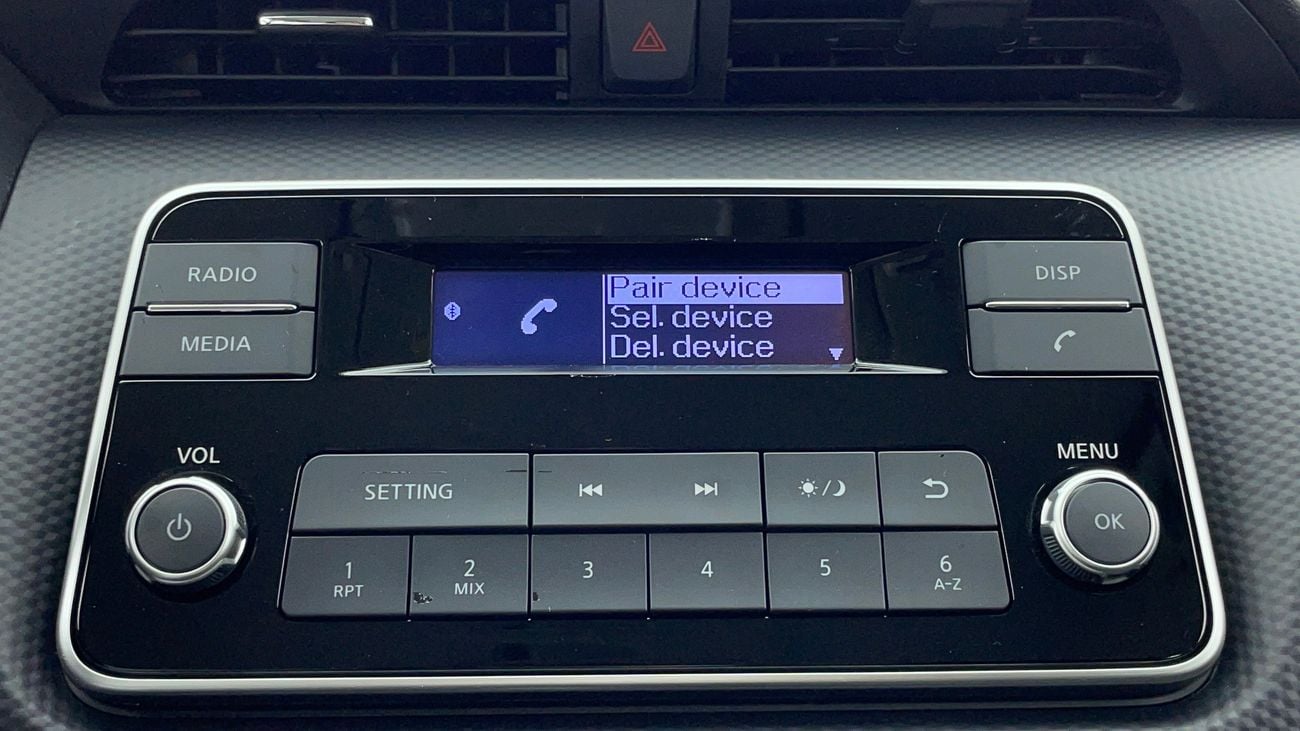 RADIO
MEDIA
Pair device
Sel. device
Del. device
DISP
VOL
MENU
SETTING
OK
1
RPT
2
MIX
3
4
5
6
A-Z